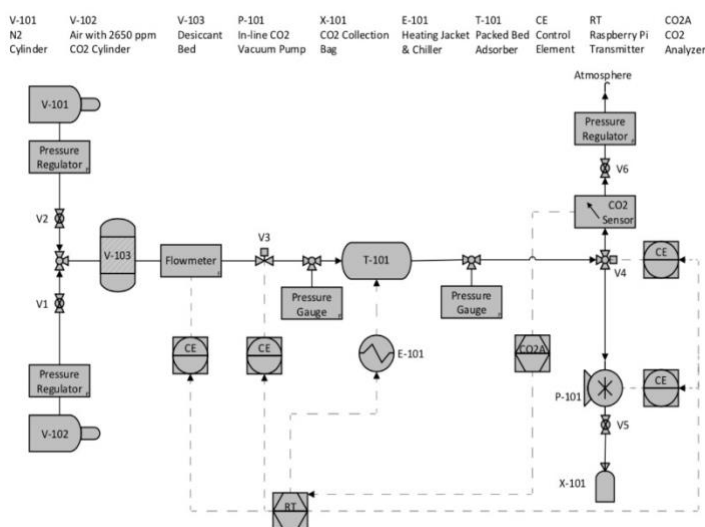 V-101 V-102 V-103 P-101 X-101 E-101 T-101 CE RT CO2A
N2 Air with 2650 ppm Desiccant In-line CO2 CO2 Collection Heating Jacket Packed Bed Control Raspberry Pi CO2
Cylinder CO2 Cylinder Bed Vacuum Pump Bag & Chiller Adsorber Element Transmitter Analyzer
Atmosphere
V-101
Pressure
Regulator
Pressure
Regulator
V6
V2
CO2
Sensor
V3
V-103
Flowmeter
T-101
CE
V4
V1
Pressure
Gauge
Pressure
Gauge
CE
CE
E-101
CO2A
Pressure
Regulator
P-101
CE
V5
V-102
X-101
RT